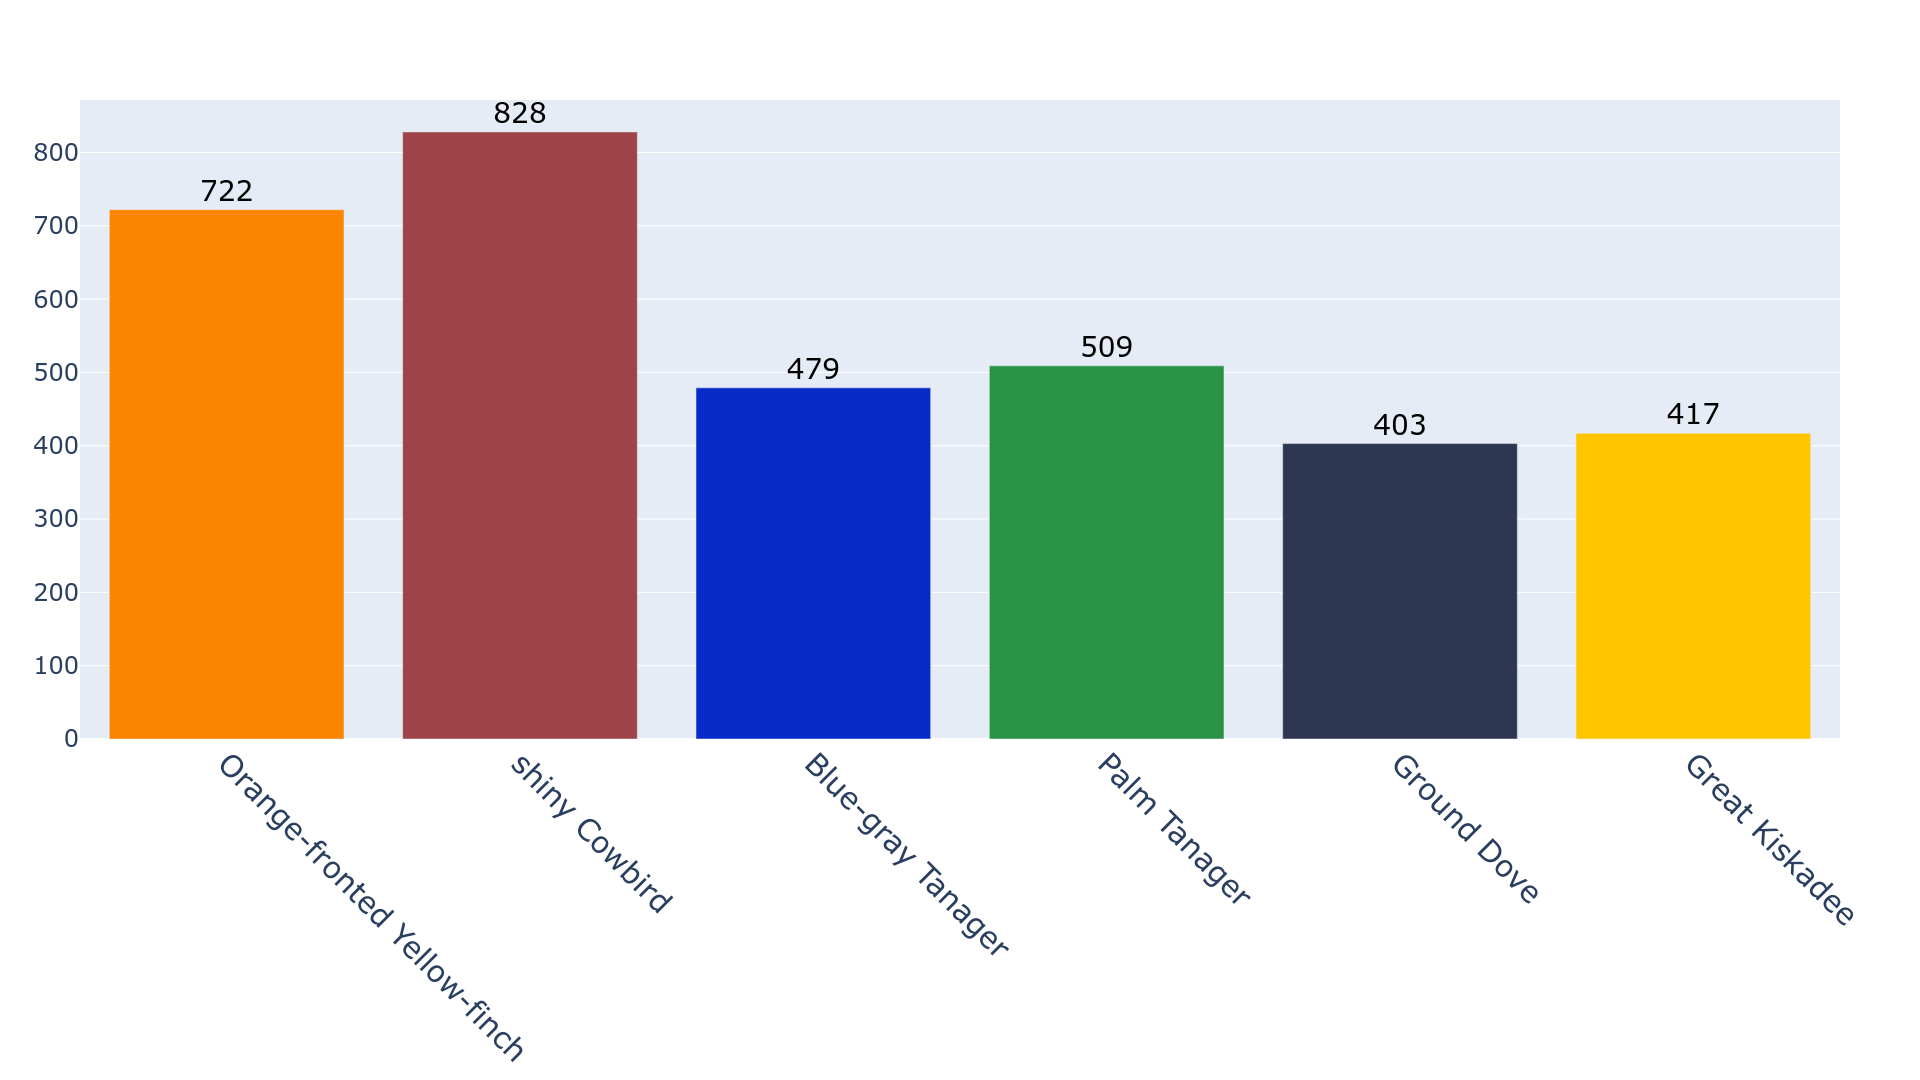 828
722
509
479
403
417
800
700
600
500
400
300
200
100
0
Orange-fronted Yellow-finch
shiny Cowbird
Blue-gray Tanager
Palm Tanager
Ground Dove
Great Kiskadee